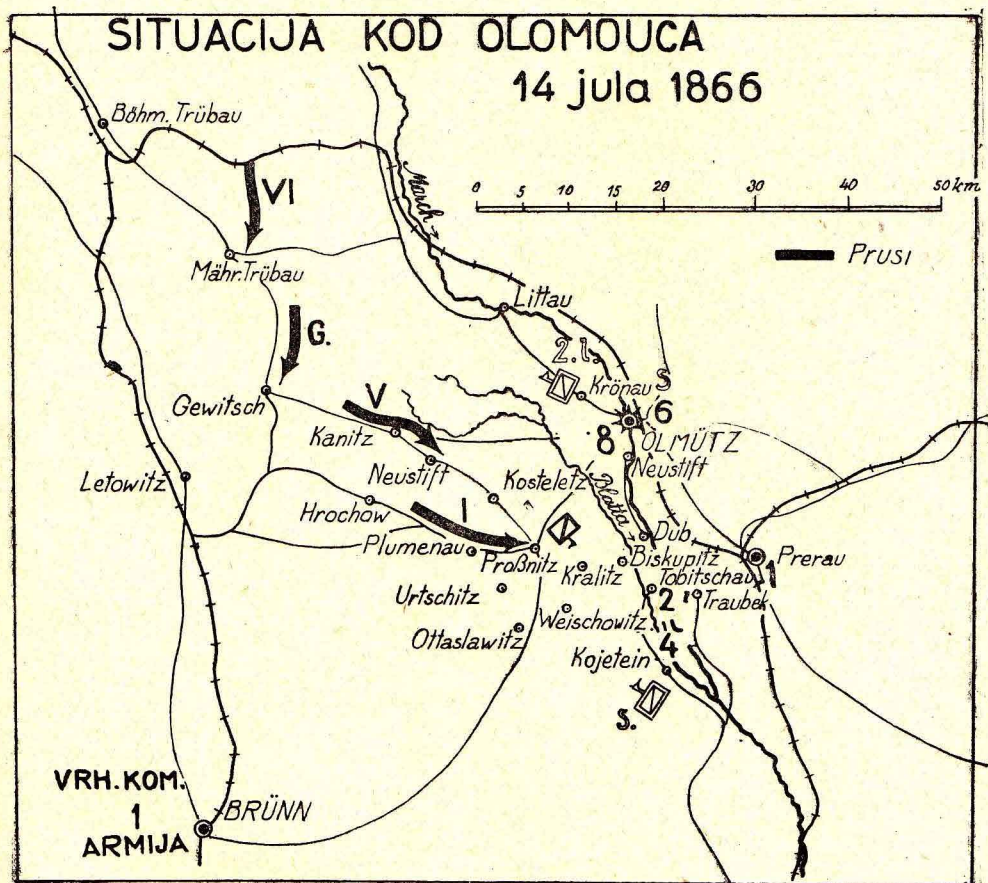 SITUACIJA KOD OLOMOUCA
14 jula 1866
Böhm. Trübau
VI
March
0 5 10 15 20 30 40 50 km
Prusi
Mähr. Trübau
Littau
G.
2. l.
Krönau
S
6
Gewitsch
V
8
OLMÜTZ
Kanitz
Neustift
Neustift
Letowitz
Kosteletz
Blatta
Hrochow
I
Dub
Plumenau
Proßnitz
Biskupitz
Prerau
Kralitz
Tobitschau
1
Urtschitz
2
Traubek
Weischowitz
Ottaslawitz
4
Kojetein
S.
VRH. KOM.
1
ARMIJA
BRÜNN